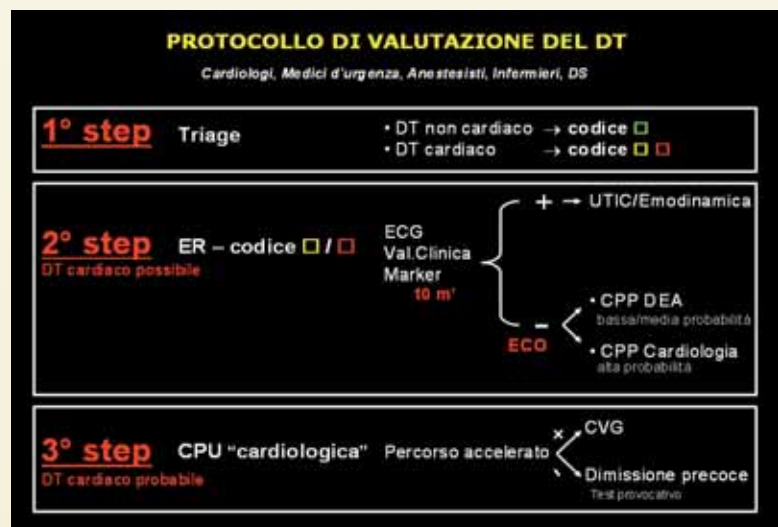 PROTOCOLLO DI VALUTAZIONE DEL DT
Cardiologi, Medici d'urgenza, Anestesisti, Infermieri, DS
1° step Triage
• DT non cardiaco → codice
• DT cardiaco → codice
2° step ER – codice /
DT cardiaco possibile
ECG
Val.Clinica
Marker
10 m'
+ → UTIC/Emodinamica
–
ECO
• CPP DEA
bassa/media probabilità
• CPP Cardiologia
alta probabilità
3° step CPU "cardiologica" Percorso accelerato
DT cardiaco probabile
CVG
Dimissione precoce
Test provocativo